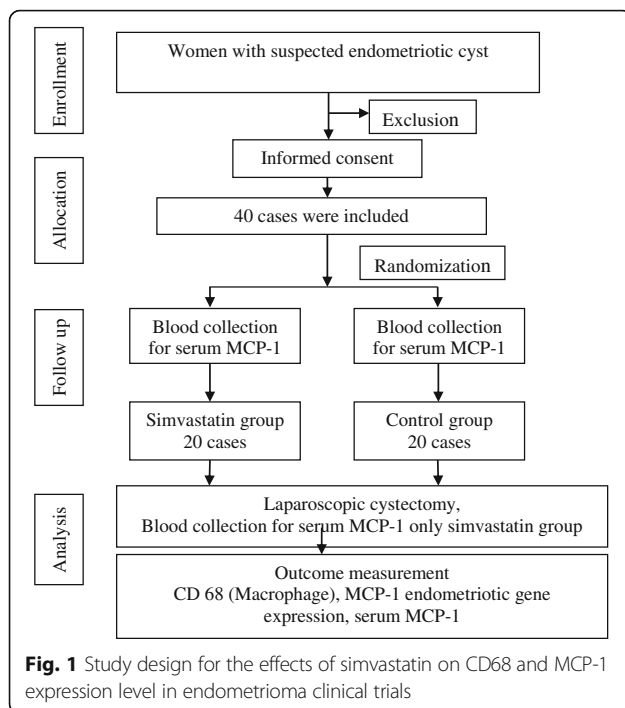 Enrollment
Women with suspected endometriotic cyst
Exclusion
Informed consent
Allocation
40 cases were included
Randomization
Follow up
Blood collection
for serum MCP-1
Blood collection
for serum MCP-1
Simvastatin group
20 cases
Control group
20 cases
Analysis
Laparoscopic cystectomy,
Blood collection for serum MCP-1 only simvastatin group
Outcome measurement
CD 68 (Macrophage), MCP-1 endometriotic gene
expression, serum MCP-1
Fig. 1 Study design for the effects of simvastatin on CD68 and MCP-1
expression level in endometrioma clinical trials